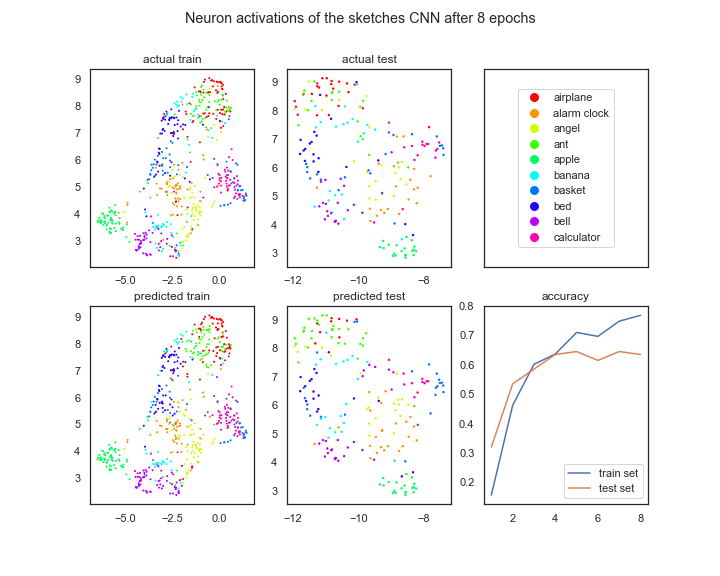 Neuron activations of the sketches CNN after 8 epochs
actual train
actual test
9
8
7
6
5
4
3
−5.0
−2.5
0.0
9
8
7
6
5
4
3
−12
−10
−8
airplane
alarm clock
angel
ant
apple
banana
basket
bed
bell
calculator
predicted train
predicted test
accuracy
9
8
7
6
5
4
3
−5.0
−2.5
0.0
9
8
7
6
5
4
3
−12
−10
−8
0.8
0.7
0.6
0.5
0.4
0.3
0.2
train set
test set
2
4
6
8